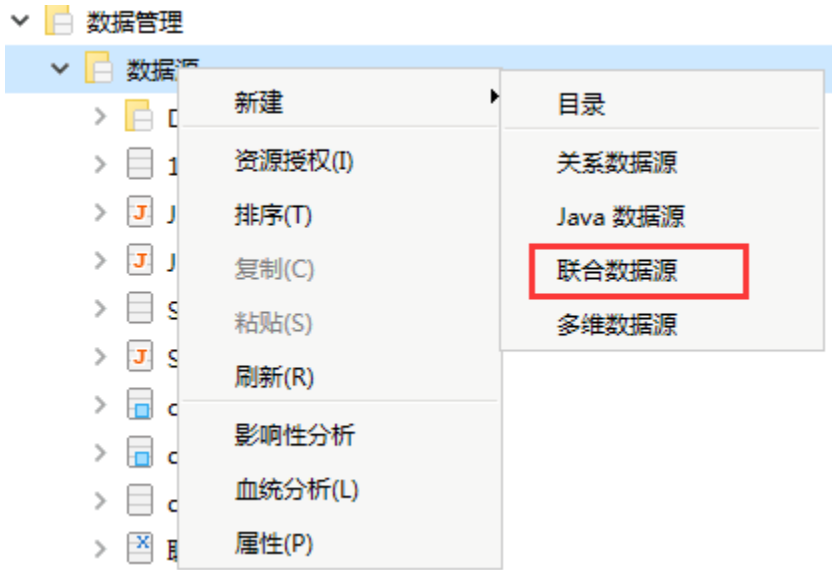 数据管理
数据源
新建
资源授权(I)
排序(T)
复制(C)
粘贴(S)
刷新(R)
影响性分析
血统分析(L)
属性(P)
目录
关系数据源
Java 数据源
联合数据源
多维数据源
D
1
J
J
S
S
c
c
c